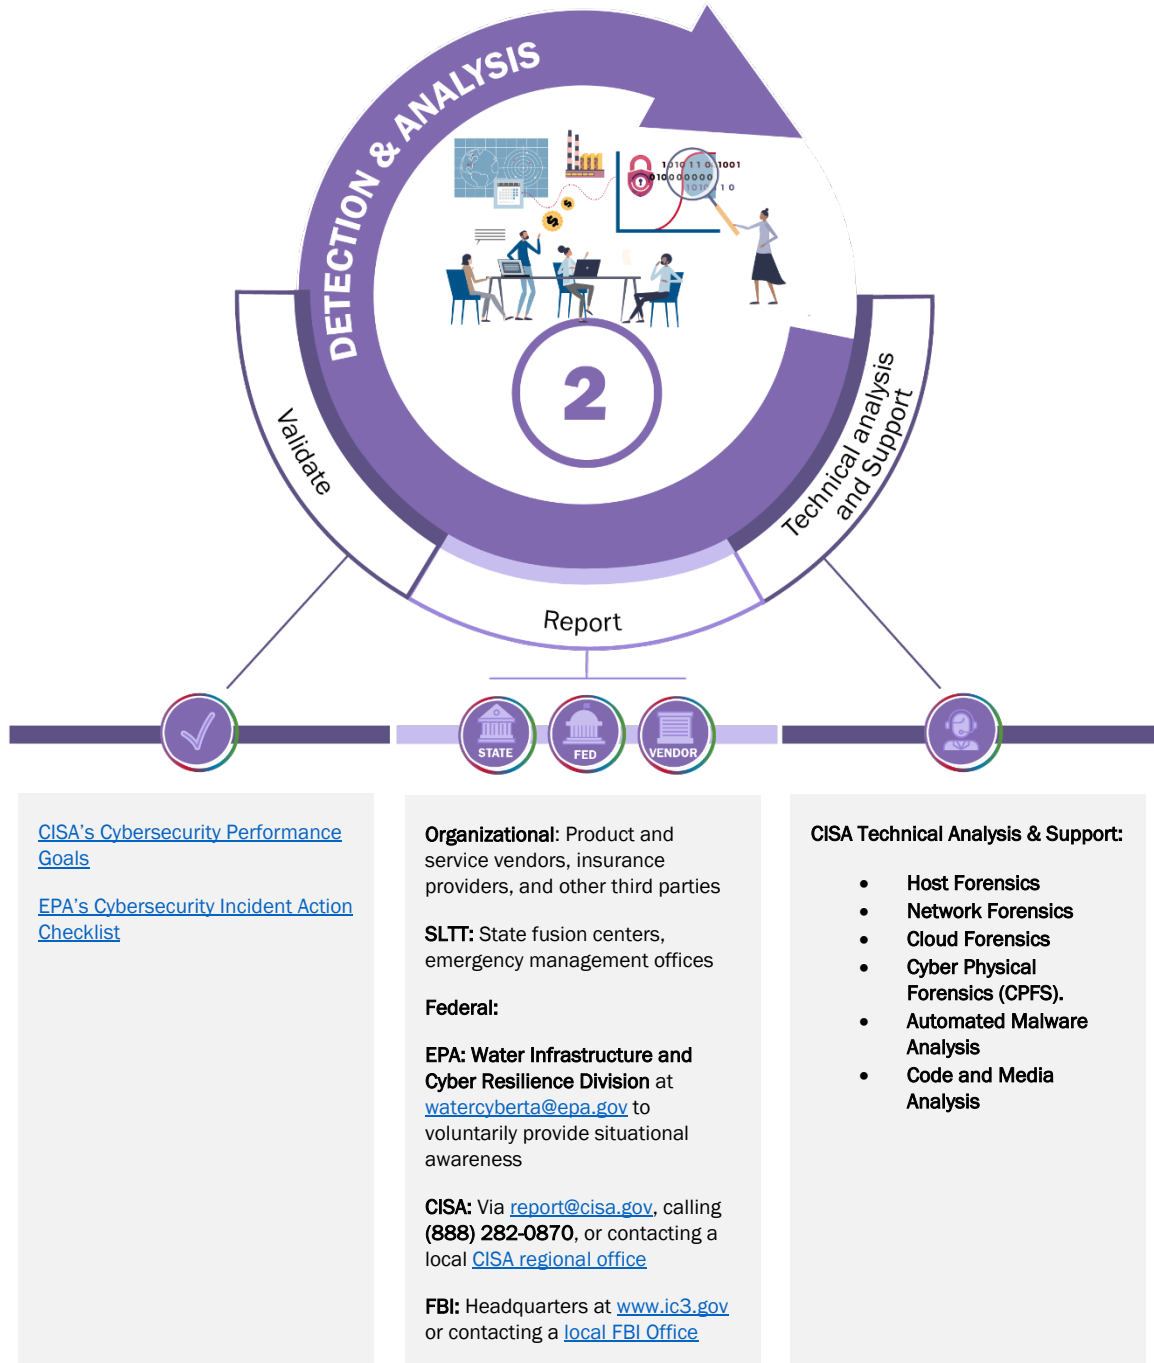 DETECTION & ANALYSIS
1010110 1001
010000000
1010110
2
Validate
Report
Technical analysis
and Support
STATE
FED
VENDOR
CISA's Cybersecurity Performance
Goals
EPA's Cybersecurity Incident Action
Checklist
Organizational: Product and
service vendors, insurance
providers, and other third parties
SLTT: State fusion centers,
emergency management offices
Federal:
EPA: Water Infrastructure and
Cyber Resilience Division at
watercyberta@epa.gov to
voluntarily provide situational
awareness
CISA: Via report@cisa.gov, calling
(888) 282-0870, or contacting a
local CISA regional office
FBI: Headquarters at www.ic3.gov
or contacting a local FBI Office
CISA Technical Analysis & Support:
• Host Forensics
• Network Forensics
• Cloud Forensics
• Cyber Physical
Forensics (CPFS).
• Automated Malware
Analysis
• Code and Media
Analysis